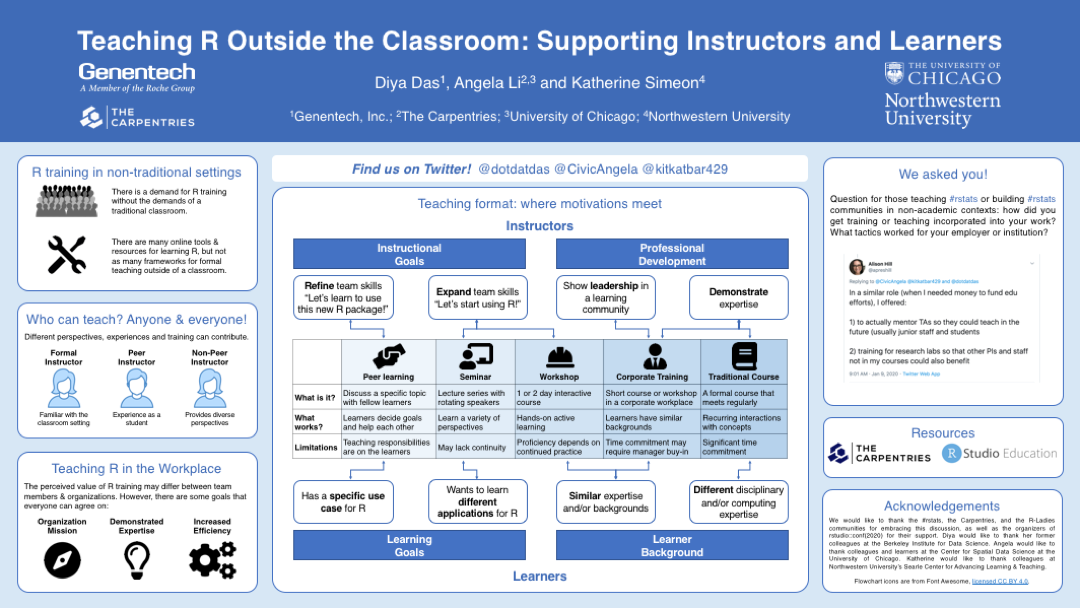 Teaching R Outside the Classroom: Supporting Instructors and Learners
Genentech
A Member of the Roche Group
THE
CARPENTRIES
Diya Das¹, Angela Li²,³ and Katherine Simeon⁴
¹Genentech, Inc.; ²The Carpentries; ³University of Chicago; ⁴Northwestern University
THE UNIVERSITY OF
CHICAGO
Northwestern
University
R training in non-traditional settings
There is a demand for R training
without the demands of a
traditional classroom.
There are many online tools &
resources for learning R, but not
as many frameworks for formal
teaching outside of a classroom.
Who can teach? Anyone & everyone!
Different perspectives, experiences and training can contribute.
Formal
Instructor
Peer
Instructor
Non-Peer
Instructor
Familiar with the
classroom setting
Experience as a
student
Provides diverse
perspectives
Teaching R in the Workplace
The perceived value of R training may differ between team
members & organizations. However, there are some goals that
everyone can agree on:
Organization
Mission
Demonstrated
Expertise
Increased
Efficiency
Find us on Twitter! @dotdatdas @CivicAngela @kitkatbar429
Teaching format: where motivations meet
Instructors
Instructional
Goals
Professional
Development
Refine team skills
"Let's learn to use
this new R package!"
Expand team skills
"Let's start using R!"
Show leadership in
a learning
community
Demonstrate
expertise
Peer learning
Seminar
Workshop
Corporate Training
Traditional Course
What is it?
Discuss a specific topic
with fellow learners
Lecture series with
rotating speakers
1 or 2 day interactive
course
Short course or workshop
in a corporate workplace
A formal course that
meets regularly
What
works?
Learners decide goals
and help each other
Learn a variety of
perspectives
Hands-on active
learning
Learners have similar
backgrounds
Recurring interactions
with concepts
Limitations
Teaching responsibilities
are on the learners
May lack continuity
Proficiency depends on
continued practice
Time commitment may
require manager buy-in
Significant time
commitment
Has a specific use
case for R
Wants to learn
different
applications for R
Similar expertise
and/or backgrounds
Different disciplinary
and/or computing
expertise
Learning
Goals
Learner
Background
Learners
We asked you!
Question for those teaching #rstats or building #rstats
communities in non-academic contexts: how did you
get training or teaching incorporated into your work?
What tactics worked for your employer or institution?
Alison Hill
@apreshill
Replying to @CivicAngela @kitkatbar429 and @dotdatdas
In a similar role (when I needed money to fund edu
efforts), I offered:
1) to actually mentor TAs so they could teach in the
future (usually junior staff and students
2) training for research labs so that other PIs and staff
not in my courses could also benefit
9:01 AM · Jan 9, 2020 · Twitter Web App
Resources
THE
CARPENTRIES
R Studio Education
Acknowledgements
We would like to thank the #rstats, the Carpentries, and the R-Ladies
communities for embracing this discussion, as well as the organizers of
rstudio::conf(2020) for their support. Diya would like to thank her former
colleagues at the Berkeley Institute for Data Science. Angela would like to
thank colleagues and learners at the Center for Spatial Data Science at the
University of Chicago. Katherine would like to thank colleagues at
Northwestern University's Searle Center for Advancing Learning & Teaching.
Flowchart icons are from Font Awesome, licensed CC BY 4.0.